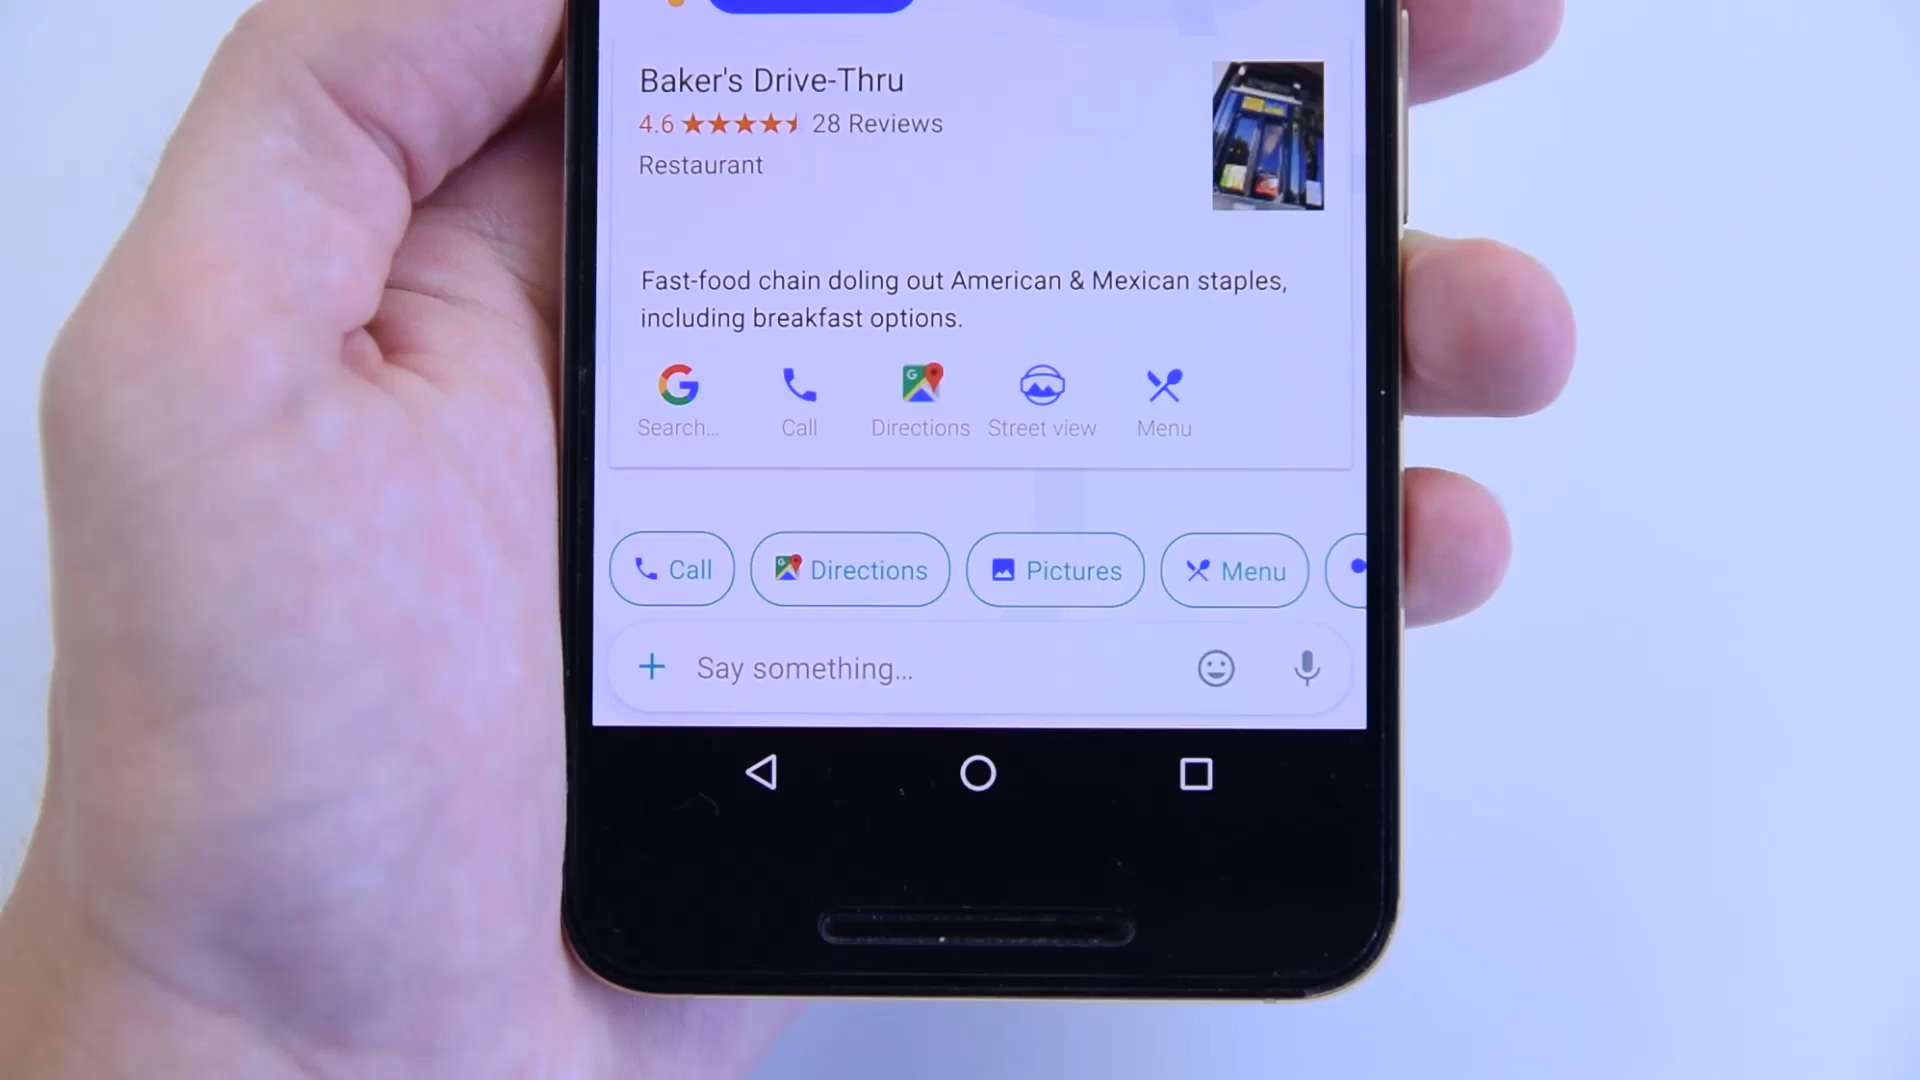 Baker's Drive-Thru
4.6 28 Reviews
Restaurant
Fast-food chain doling out American & Mexican staples,
including breakfast options.
Search... Call Directions Street view Menu
Call Directions Pictures Menu
Say something...